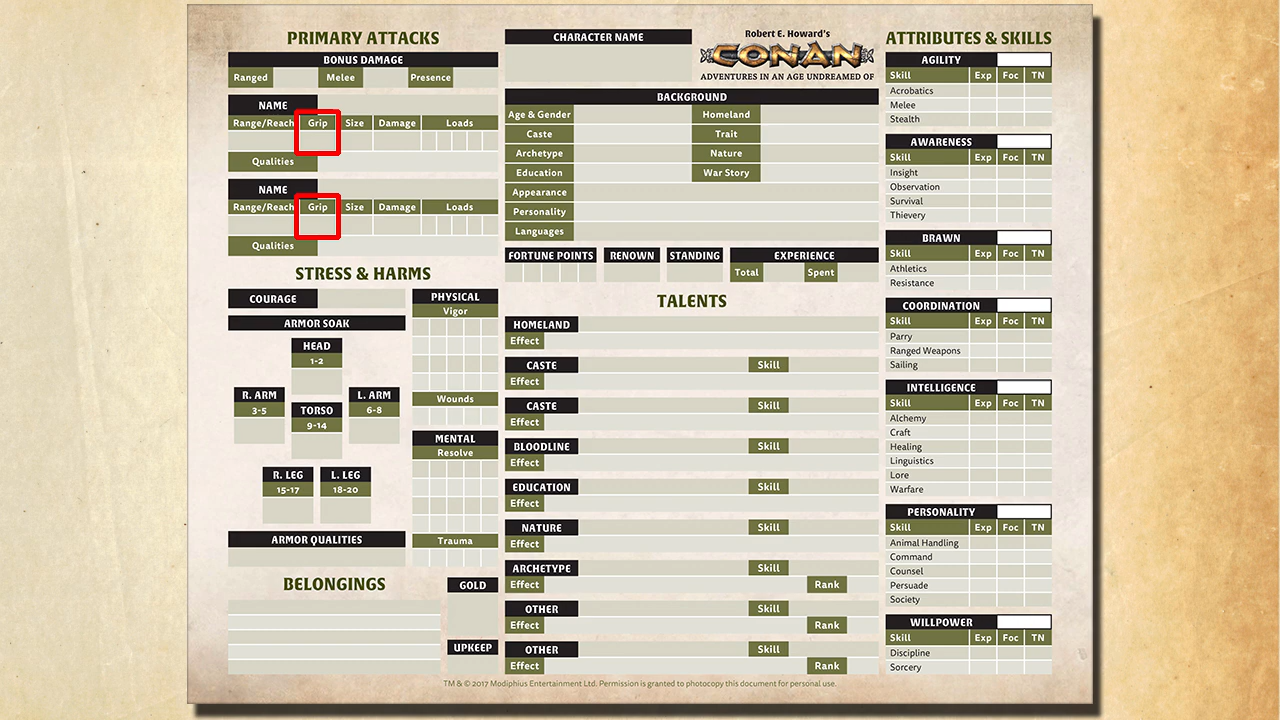 PRIMARY ATTACKS
BONUS DAMAGE
Ranged Melee Presence
NAME
Range/Reach Grip Size Damage Loads
Qualities
NAME
Range/Reach Grip Size Damage Loads
Qualities
STRESS & HARMS
COURAGE
ARMOR SOAK
HEAD
1-2
R. ARM
3-5
TORSO
9-14
L. ARM
6-8
R. LEG
15-17
L. LEG
18-20
ARMOR QUALITIES
PHYSICAL
Vigor
Wounds
MENTAL
Resolve
Trauma
BELONGINGS
GOLD
UPKEEP
CHARACTER NAME
Robert E. Howard's
CONAN
ADVENTURES IN AN AGE UNDREAMED OF
BACKGROUND
Age & Gender Homeland
Caste Trait
Archetype Nature
Education War Story
Appearance
Personality
Languages
FORTUNE POINTS RENOWN STANDING EXPERIENCE
Total Spent
TALENTS
HOMELAND
Effect
CASTE Skill
Effect
CASTE Skill
Effect
BLOODLINE Skill
Effect
EDUCATION Skill
Effect
NATURE Skill
Effect
ARCHETYPE Skill
Effect Rank
OTHER Skill
Effect Rank
OTHER Skill
Effect Rank
ATTRIBUTES & SKILLS
AGILITY
Skill Exp Foc TN
Acrobatics
Melee
Stealth
AWARENESS
Skill Exp Foc TN
Insight
Observation
Survival
Thievery
BRAWN
Skill Exp Foc TN
Athletics
Resistance
COORDINATION
Skill Exp Foc TN
Parry
Ranged Weapons
Sailing
INTELLIGENCE
Skill Exp Foc TN
Alchemy
Craft
Healing
Linguistics
Lore
Warfare
PERSONALITY
Skill Exp Foc TN
Animal Handling
Command
Counsel
Persuade
Society
WILLPOWER
Skill Exp Foc TN
Discipline
Sorcery
TM & © 2017 Modiphius Entertainment Ltd. Permission is granted to photocopy this document for personal use.